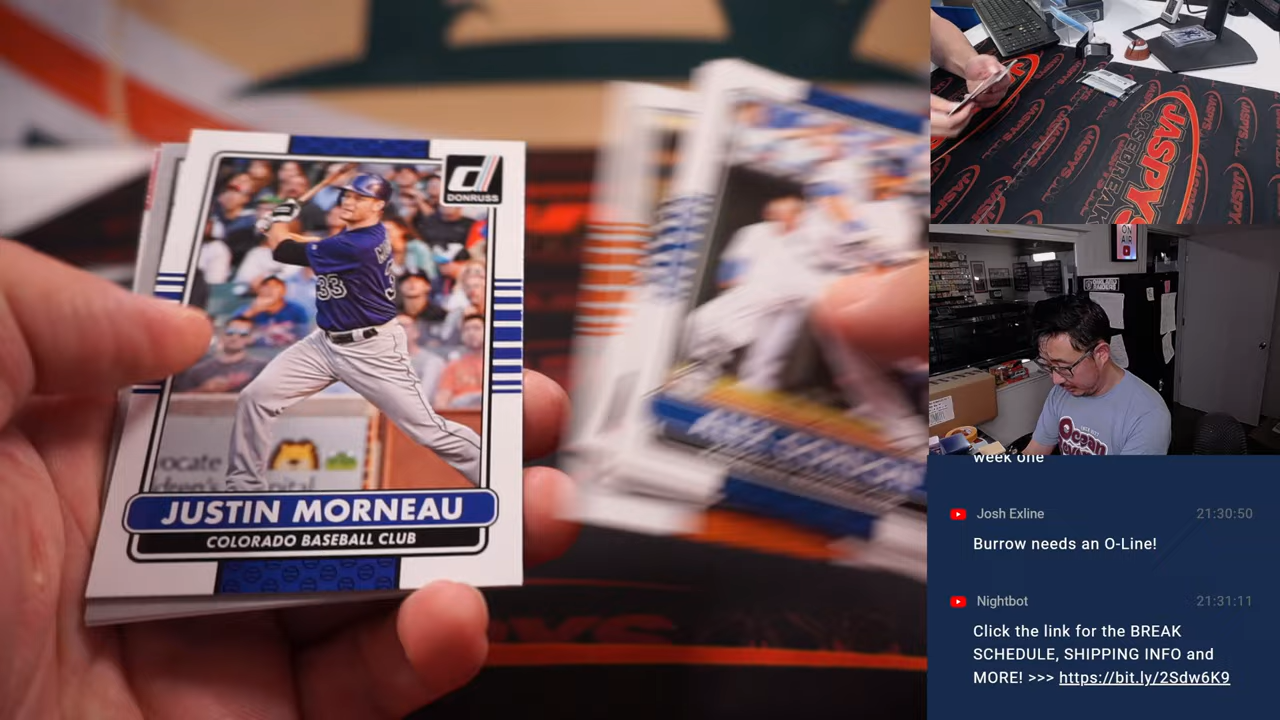 DONRUSS
33
JUSTIN MORNEAU
COLORADO BASEBALL CLUB
JASPYS
CASEBREAK
ON
AIR
week one
Josh Exline
21:30:50
Burrow needs an O-Line!
Nightbot
21:31:11
Click the link for the BREAK
SCHEDULE, SHIPPING INFO and
MORE! >>> https://bit.ly/2Sdw6K9